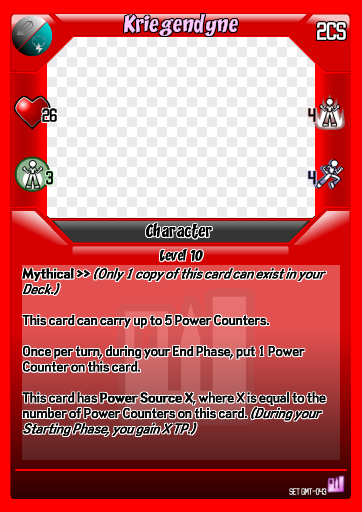 Kriegendyne
2CS
26
4
3
4
Character
Level 10
Mythical >> (Only 1 copy of this card can exist in your
Deck.)
This card can carry up to 5 Power Counters.
Once per turn, during your End Phase, put 1 Power
Counter on this card.
This card has Power Source X, where X is equal to the
number of Power Counters on this card. (During your
Starting Phase, you gain X TP.)
SET GMT-043